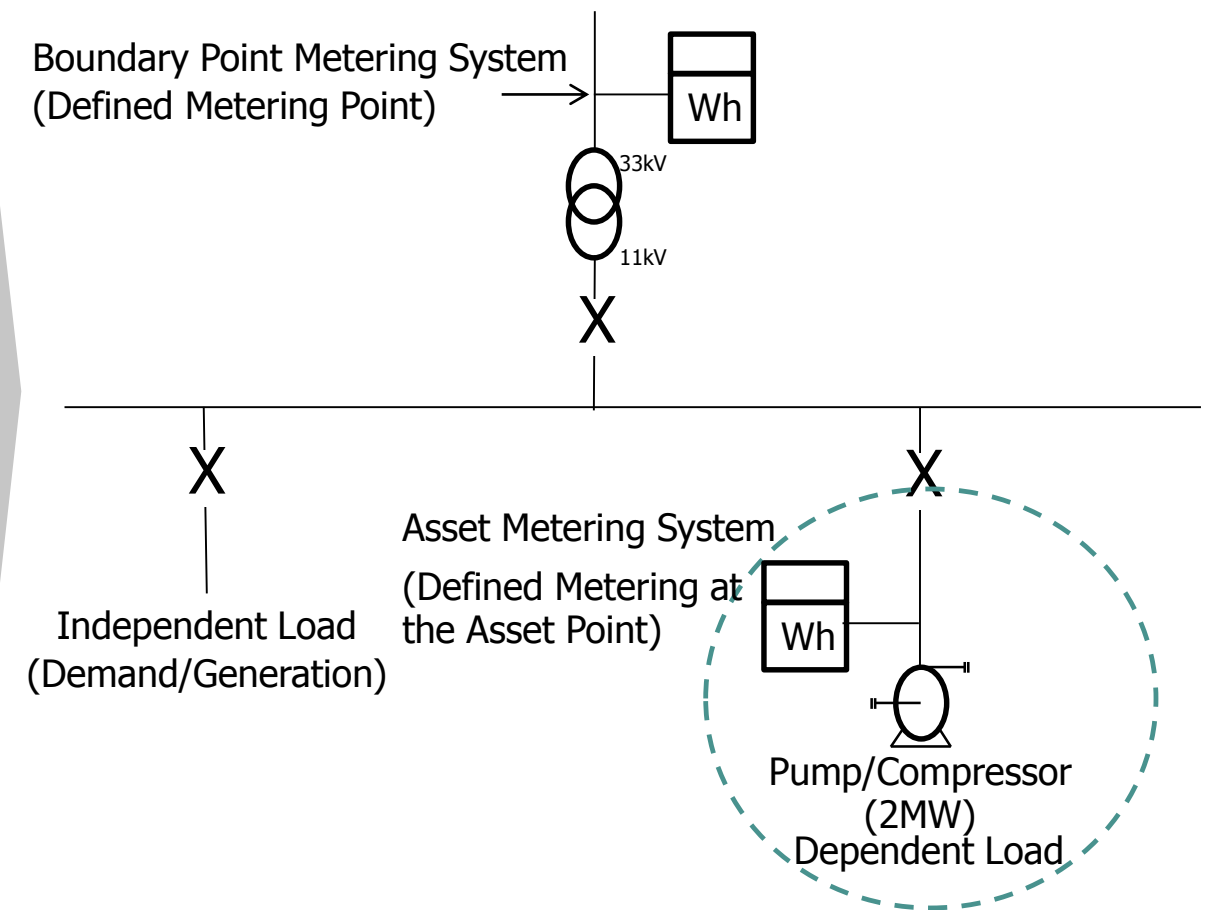 Boundary Point Metering System
(Defined Metering Point)
Wh
33kV
11kV
X
X
X
Asset Metering System
(Defined Metering at
the Asset Point)
Wh
Independent Load
(Demand/Generation)
Pump/Compressor
(2MW)
Dependent Load